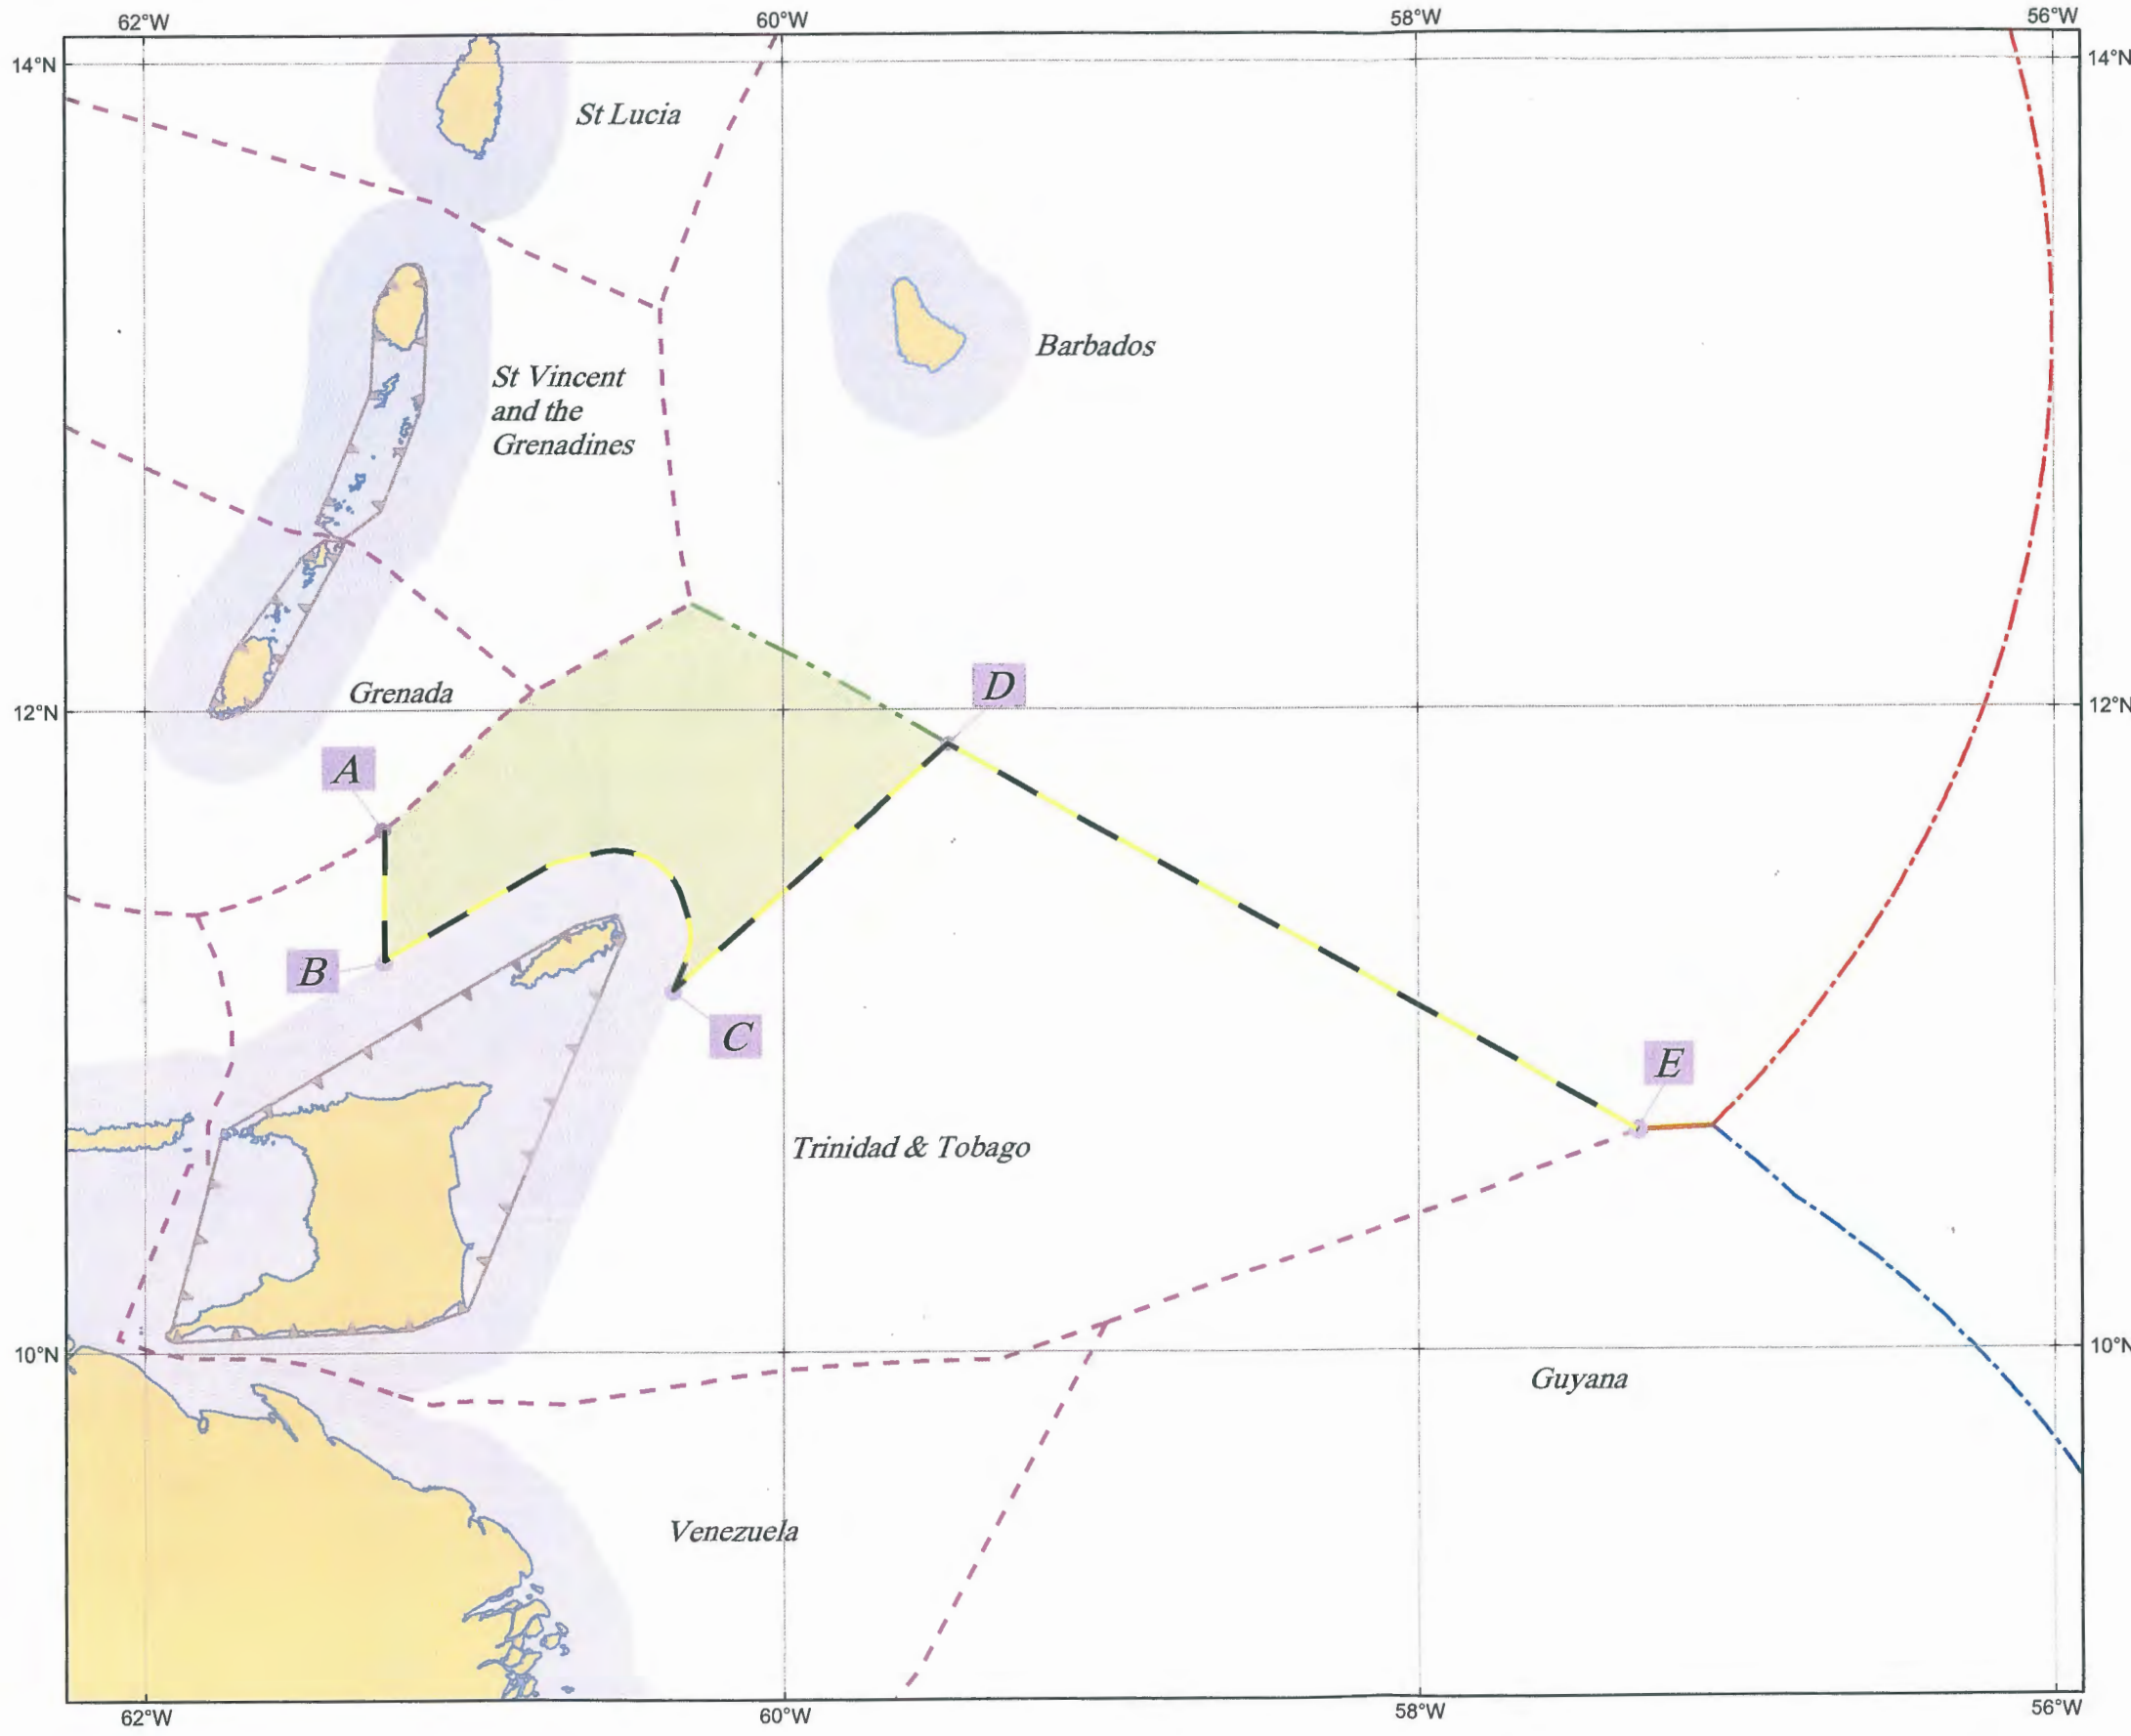 62°W
60°W
58°W
56°W
14°N
14°N
St Lucia
Barbados
St Vincent
and the
Grenadines
D
Grenada
12°N
12°N
A
B
C
E
Trinidad & Tobago
10°N
10°N
Guyana
Venezuela
62°W
60°W
58°W
56°W